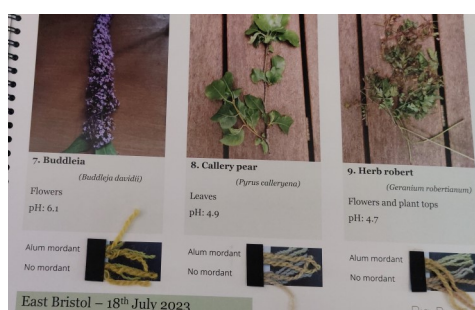 7. Buddleia
(Buddleja davidii)
Flowers
pH: 6.1
Alum mordant
No mordant
8. Callery pear
(Pyrus calleryena)
Leaves
pH: 4.9
Alum mordant
No mordant
9. Herb robert
(Geranium robertianum)
Flowers and plant tops
pH: 4.7
Alum mordant
No mordant
East Bristol – 18th July 2023